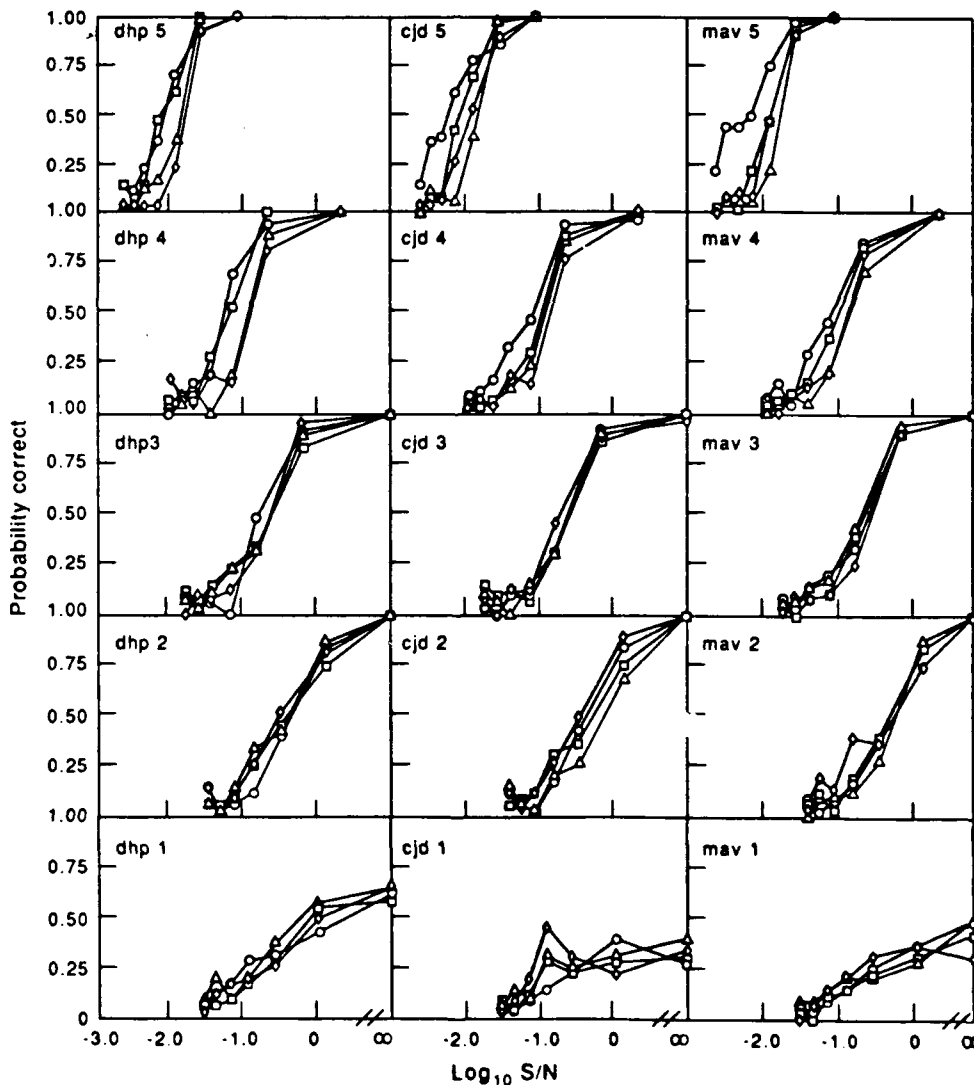 1.00 dhp 5 cjd 5 mav 5
0.75
0.50
0.25
1.00 dhp 4 cjd 4 mav 4
0.75
0.50
0.25
1.00 dhp3 cjd 3 mav 3
0.75
0.50
0.25
1.00 dhp 2 cjd 2 mav 2
0.75
0.50
0.25
1.00 dhp 1 cjd 1 mav 1
0.75
0.50
0.25
0
-3.0 -2.0 -1.0 0 ∞ -2.0 -1.0 0 ∞ -2.0 -1.0 0 ∞
Probability correct
Log10 S/N